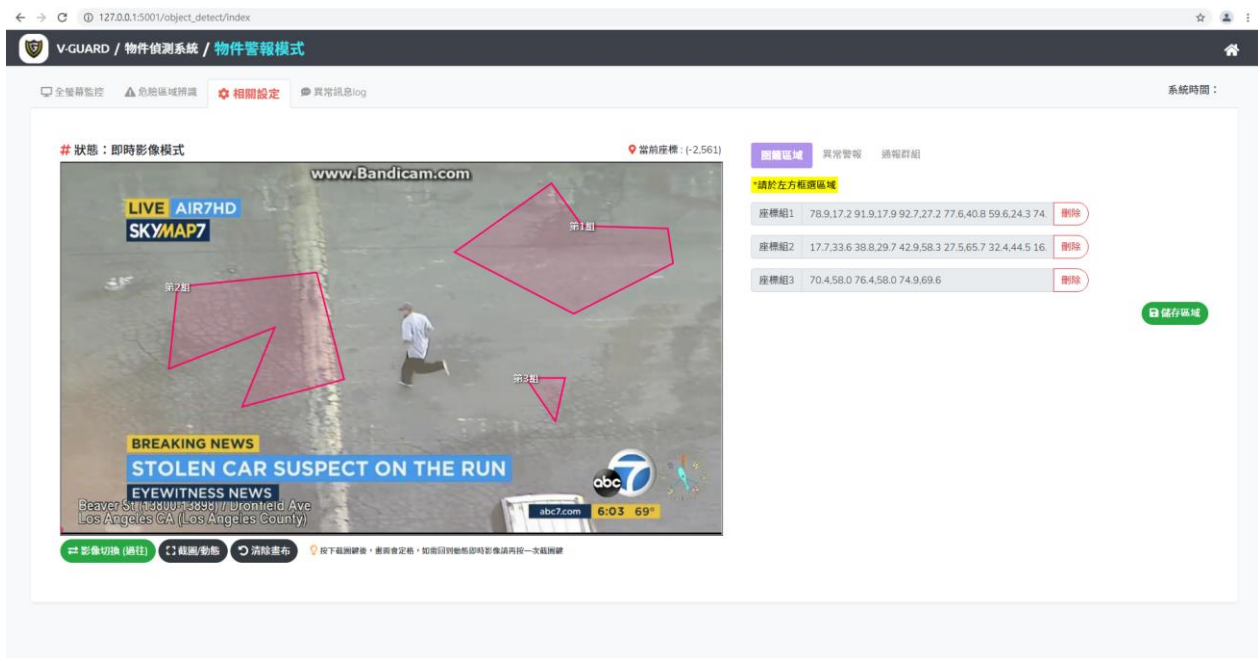 127.0.0.1:5001/object_detect/index
V-GUARD / 物件偵測系統 / 物件警報模式
全螢幕監控 危險區域辨識 相關設定 異常訊息log 系統時間：
# 狀態：即時影像模式 當前座標 : (-2,561)
圈籬區域 異常警報 通報群組
*請於左方框選區域
座標組1 78.9,17.2 91.9,17.9 92.7,27.2 77.6,40.8 59.6,24.3 74. 刪除
座標組2 17.7,33.6 38.8,29.7 42.9,58.3 27.5,65.7 32.4,44.5 16. 刪除
座標組3 70.4,58.0 76.4,58.0 74.9,69.6 刪除
儲存區域
www.Bandicam.com
LIVE AIR7HD
SKYMAP7
第1組
第2組
第3組
BREAKING NEWS
STOLEN CAR SUSPECT ON THE RUN
EYEWITNESS NEWS
Beaver St (13800-13898) / Dronfield Ave
Los Angeles CA (Los Angeles County)
abc 7
abc7.com 6:03 69°
影像切換 (過往) 截圖/動態 清除畫布 按下截圖鍵後，畫面會定格，如需回到動態即時影像請再按一次截圖鍵